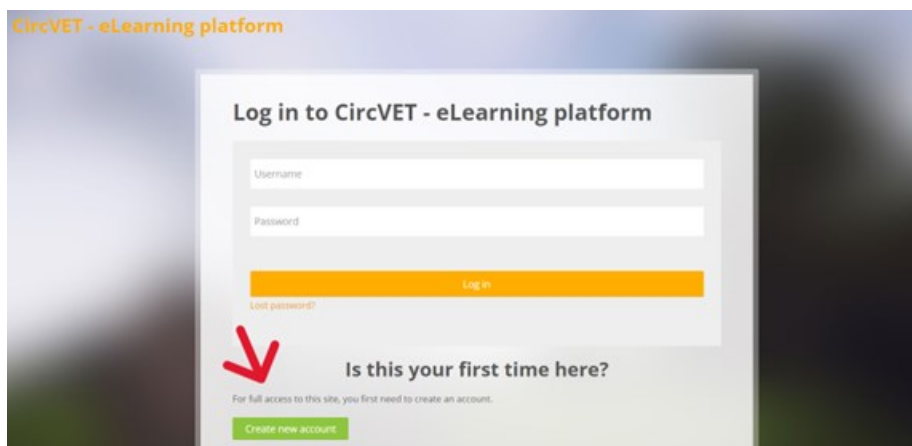 CircVET - eLearning platform
Log in to CircVET - eLearning platform
Username
Password
Log in
Lost password?
Is this your first time here?
For full access to this site, you first need to create an account.
Create new account